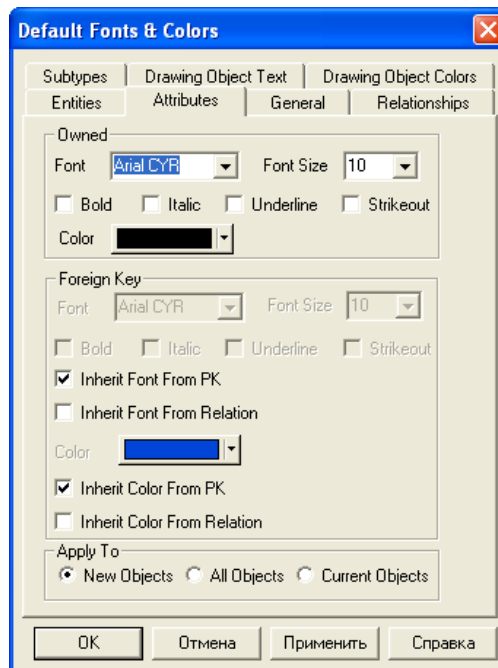 Default Fonts & Colors
Subtypes Drawing Object Text Drawing Object Colors
Entities Attributes General Relationships
Owned
Font Arial CYR Font Size 10
Bold Italic Underline Strikeout
Color
Foreign Key
Font Arial CYR Font Size 10
Bold Italic Underline Strikeout
Inherit Font From PK
Inherit Font From Relation
Color
Inherit Color From PK
Inherit Color From Relation
Apply To
New Objects All Objects Current Objects
OK Отмена Применить Справка